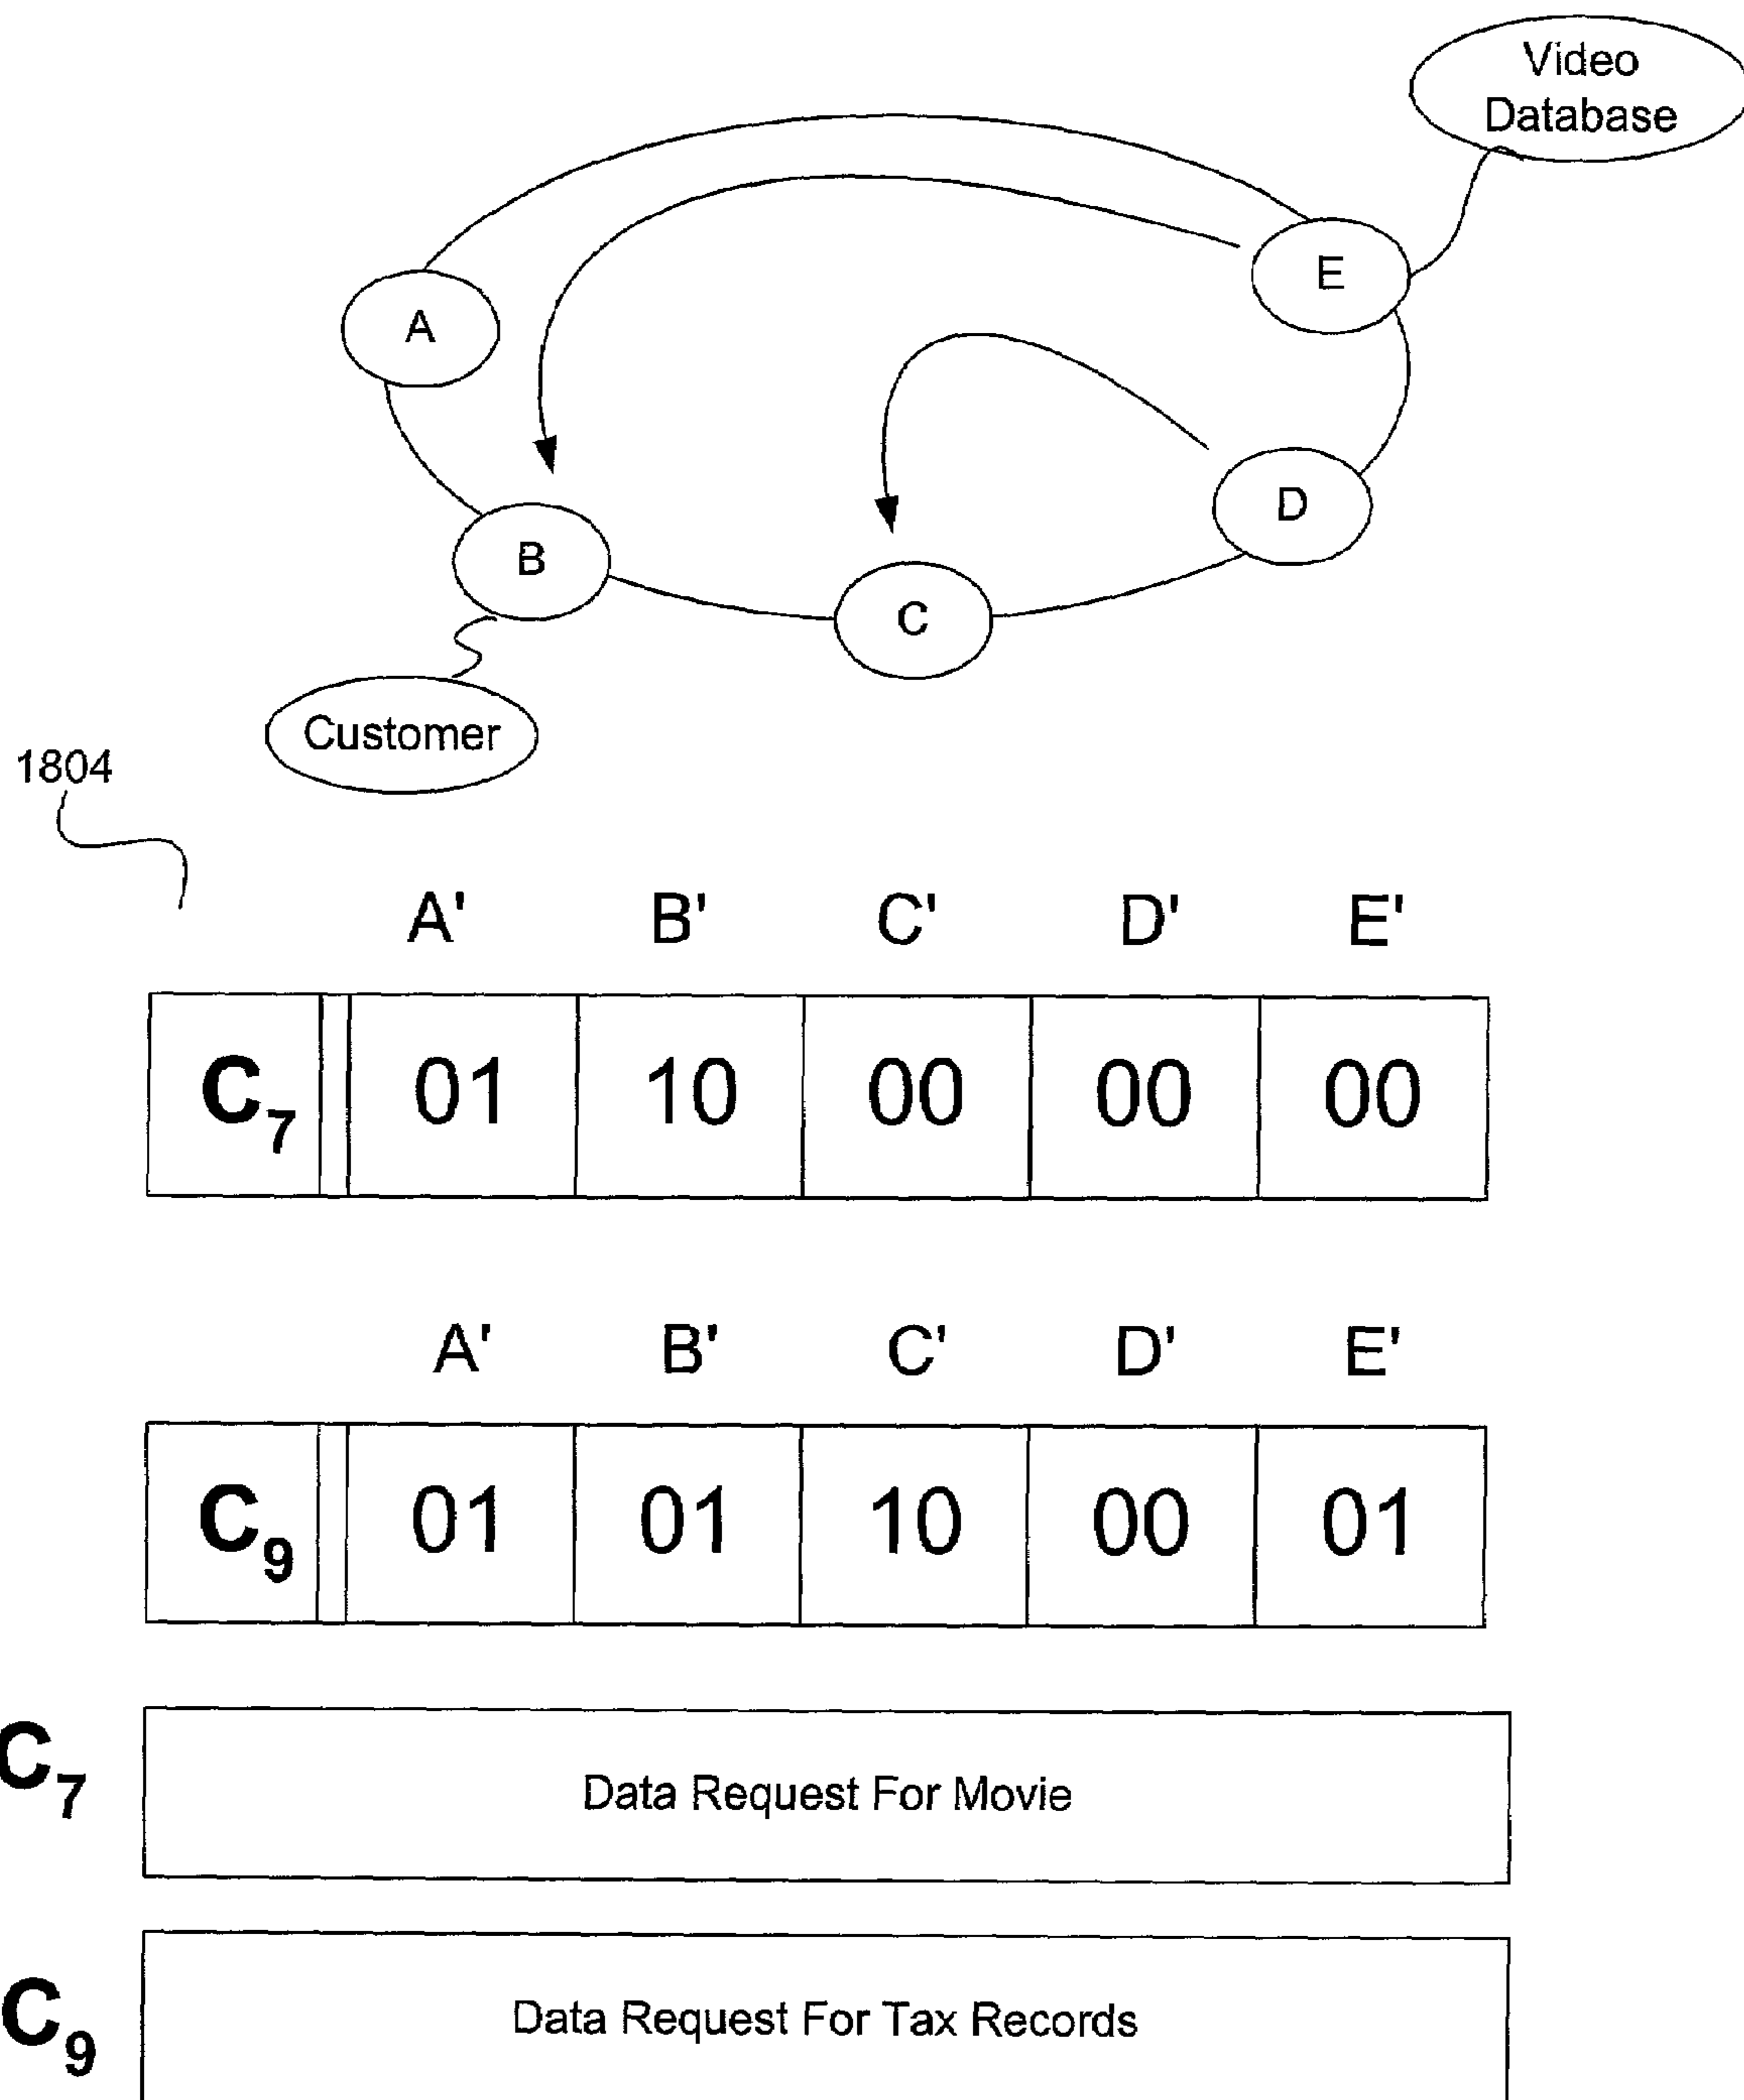 Video
Database
E
A
D
B
C
Customer
1804
A' B' C' D' E'
C7 01 10 00 00 00
A' B' C' D' E'
C9 01 01 10 00 01
C7 Data Request For Movie
C9 Data Request For Tax Records